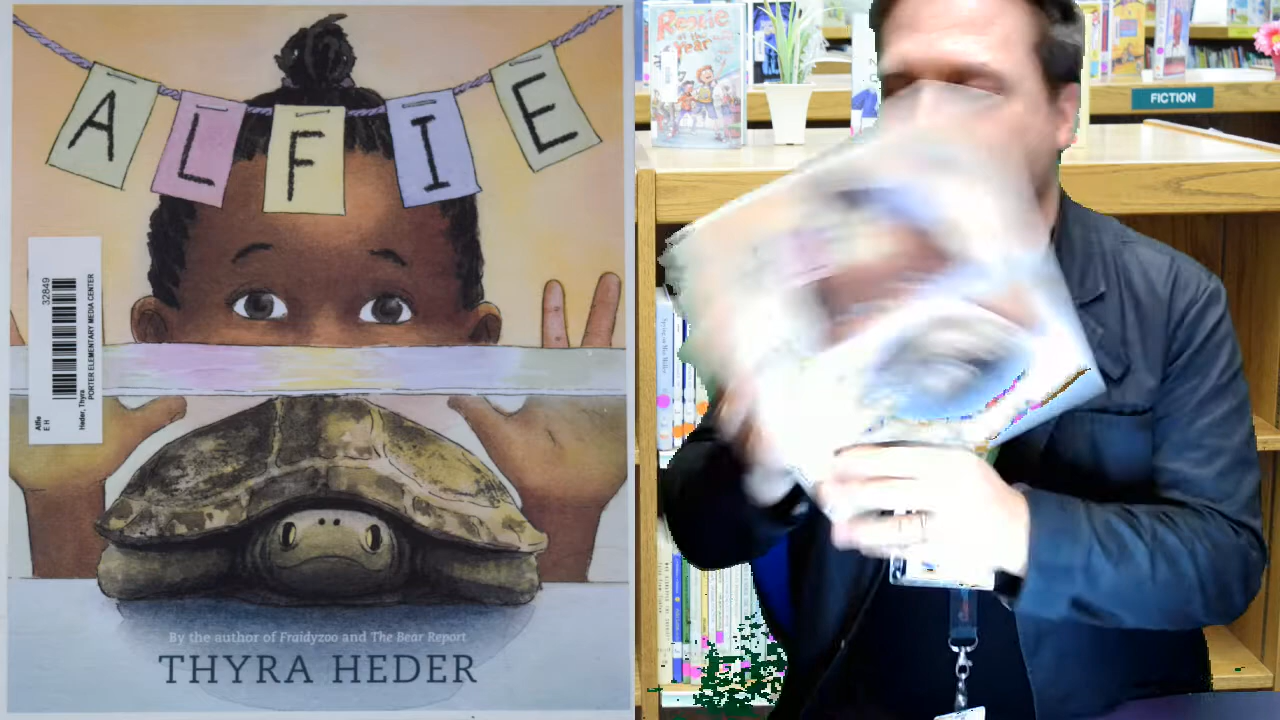 ALFIE
32849
PORTER ELEMENTARY MEDIA CENTER
Heder, Thyra
Alfie
E H
By the author of Fraidyzoo and The Bear Report
THYRA HEDER
Rescue
Year
FICTION